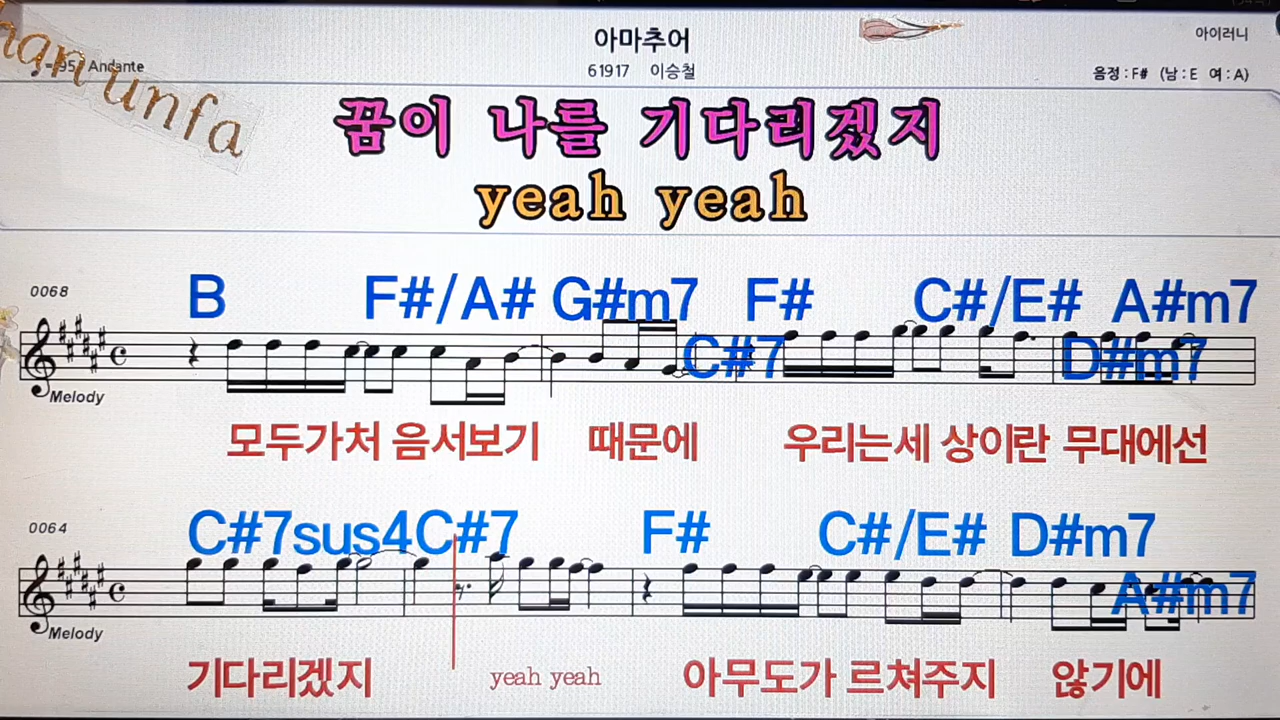 아마추어
아이러니
han unfa
= 95 Andante
61917 이승철
음정 : F# (남 : E 여 : A)
꿈이 나를 기다리겠지
yeah yeah
0068
B F#/A# G#m7 C#7 F# C#/E# A#m7 D#m7
Melody
모두가처 음서보기 때문에 우리는세 상이란 무대에선
0064
C#7sus4 C#7 F# C#/E# D#m7 A#m7
Melody
기다리겠지 yeah yeah 아무도가 르쳐주지 않기에